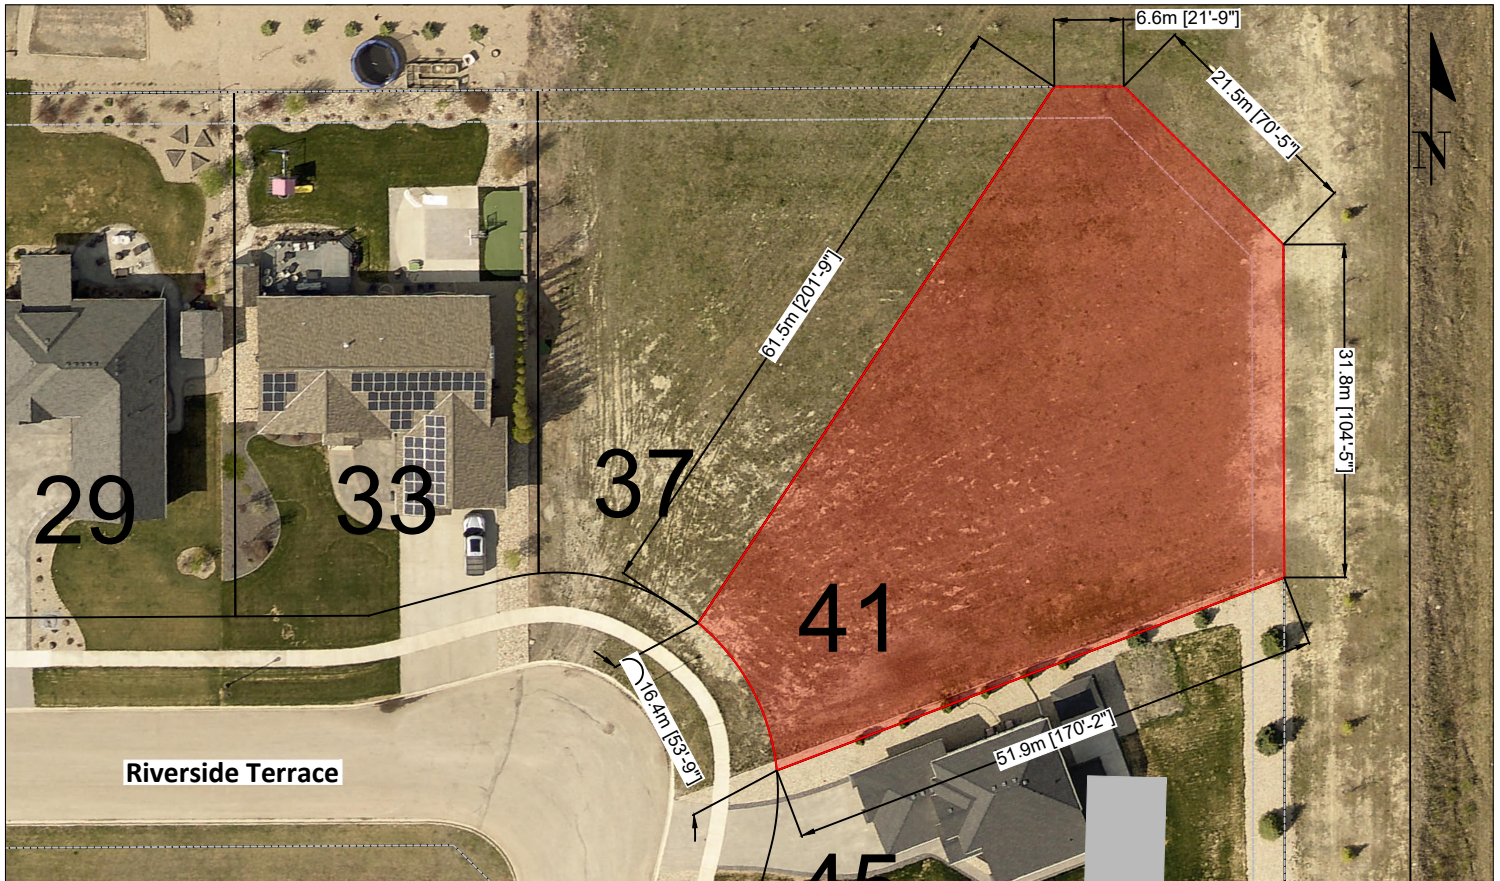 6.6m [21'-9"]
21.5m [70'-5"]
N
61.5m [201'-9"]
31.8m [104'-5"]
29
33
37
41
16.4m [53'-9"]
51.9m [170'-2"]
Riverside Terrace
45